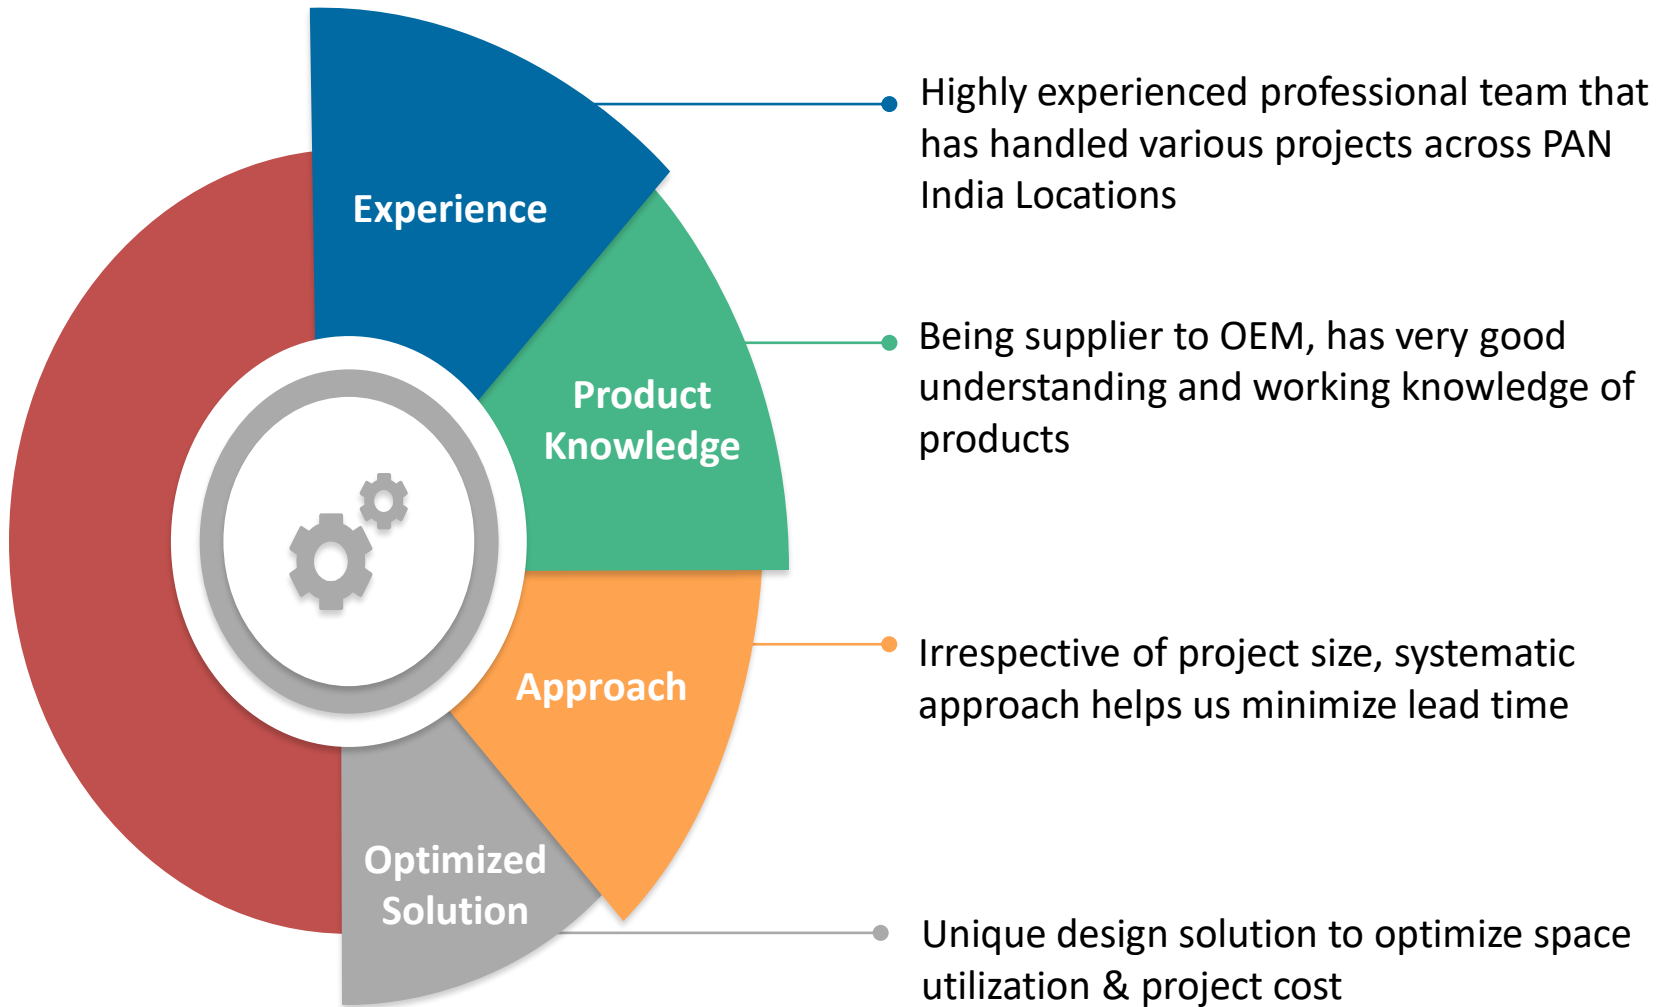 Experience
Highly experienced professional team that
has handled various projects across PAN
India Locations
Product
Knowledge
Being supplier to OEM, has very good
understanding and working knowledge of
products
Approach
Irrespective of project size, systematic
approach helps us minimize lead time
Optimized
Solution
Unique design solution to optimize space
utilization & project cost